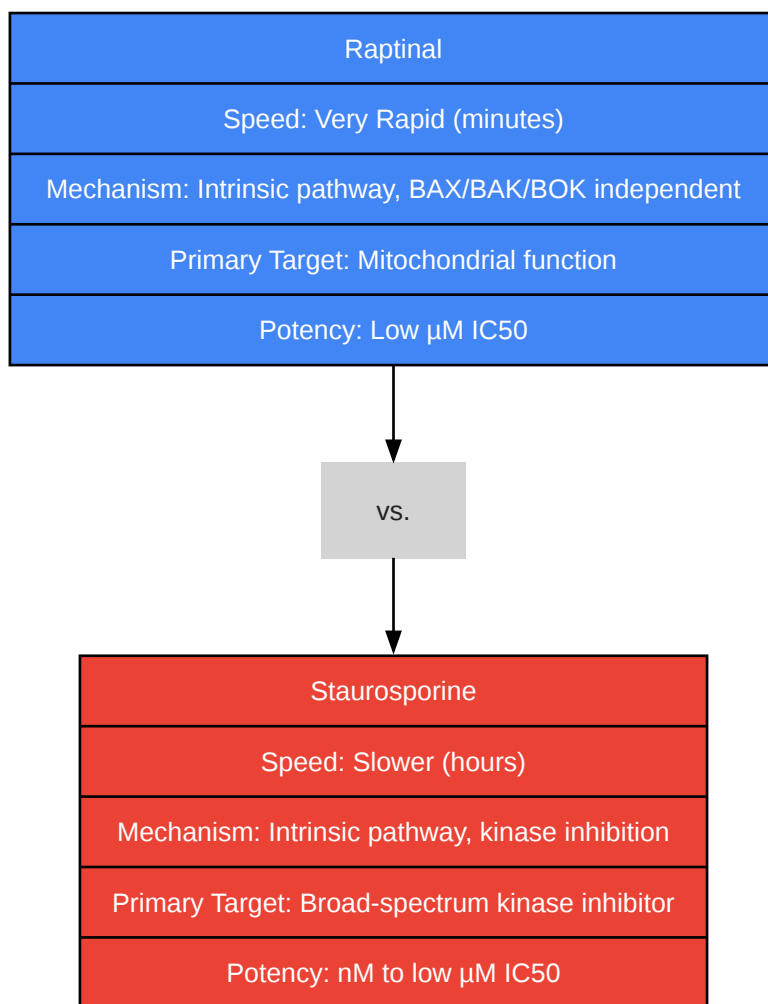 Raptinal
Speed: Very Rapid (minutes)
Mechanism: Intrinsic pathway, BAX/BAK/BOK independent
Primary Target: Mitochondrial function
Potency: Low µM IC50
vs.
Staurosporine
Speed: Slower (hours)
Mechanism: Intrinsic pathway, kinase inhibition
Primary Target: Broad-spectrum kinase inhibitor
Potency: nM to low µM IC50